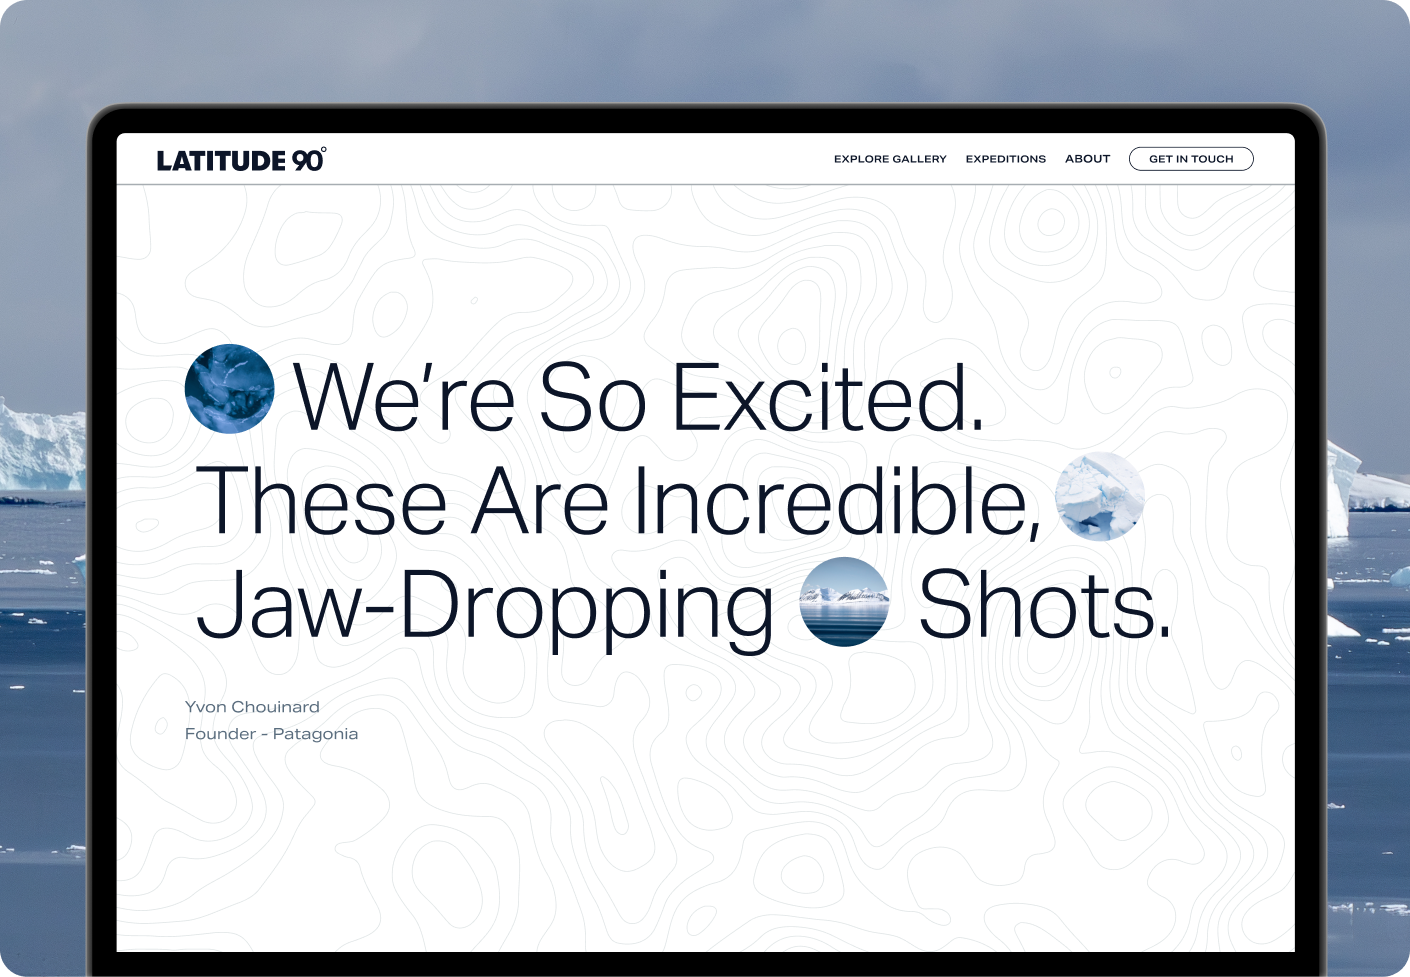 LATITUDE 90°
EXPLORE GALLERY EXPEDITIONS ABOUT GET IN TOUCH
We’re So Excited.
These Are Incredible,
Jaw-Dropping Shots.
Yvon Chouinard
Founder - Patagonia